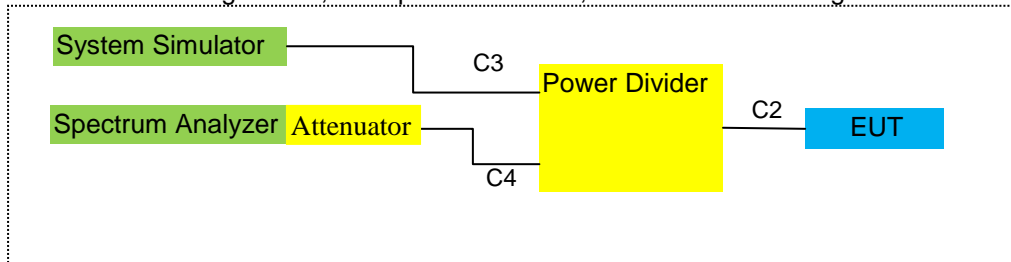 System Simulator
C3
Power Divider
C2
Spectrum Analyzer
Attenuator
EUT
C4